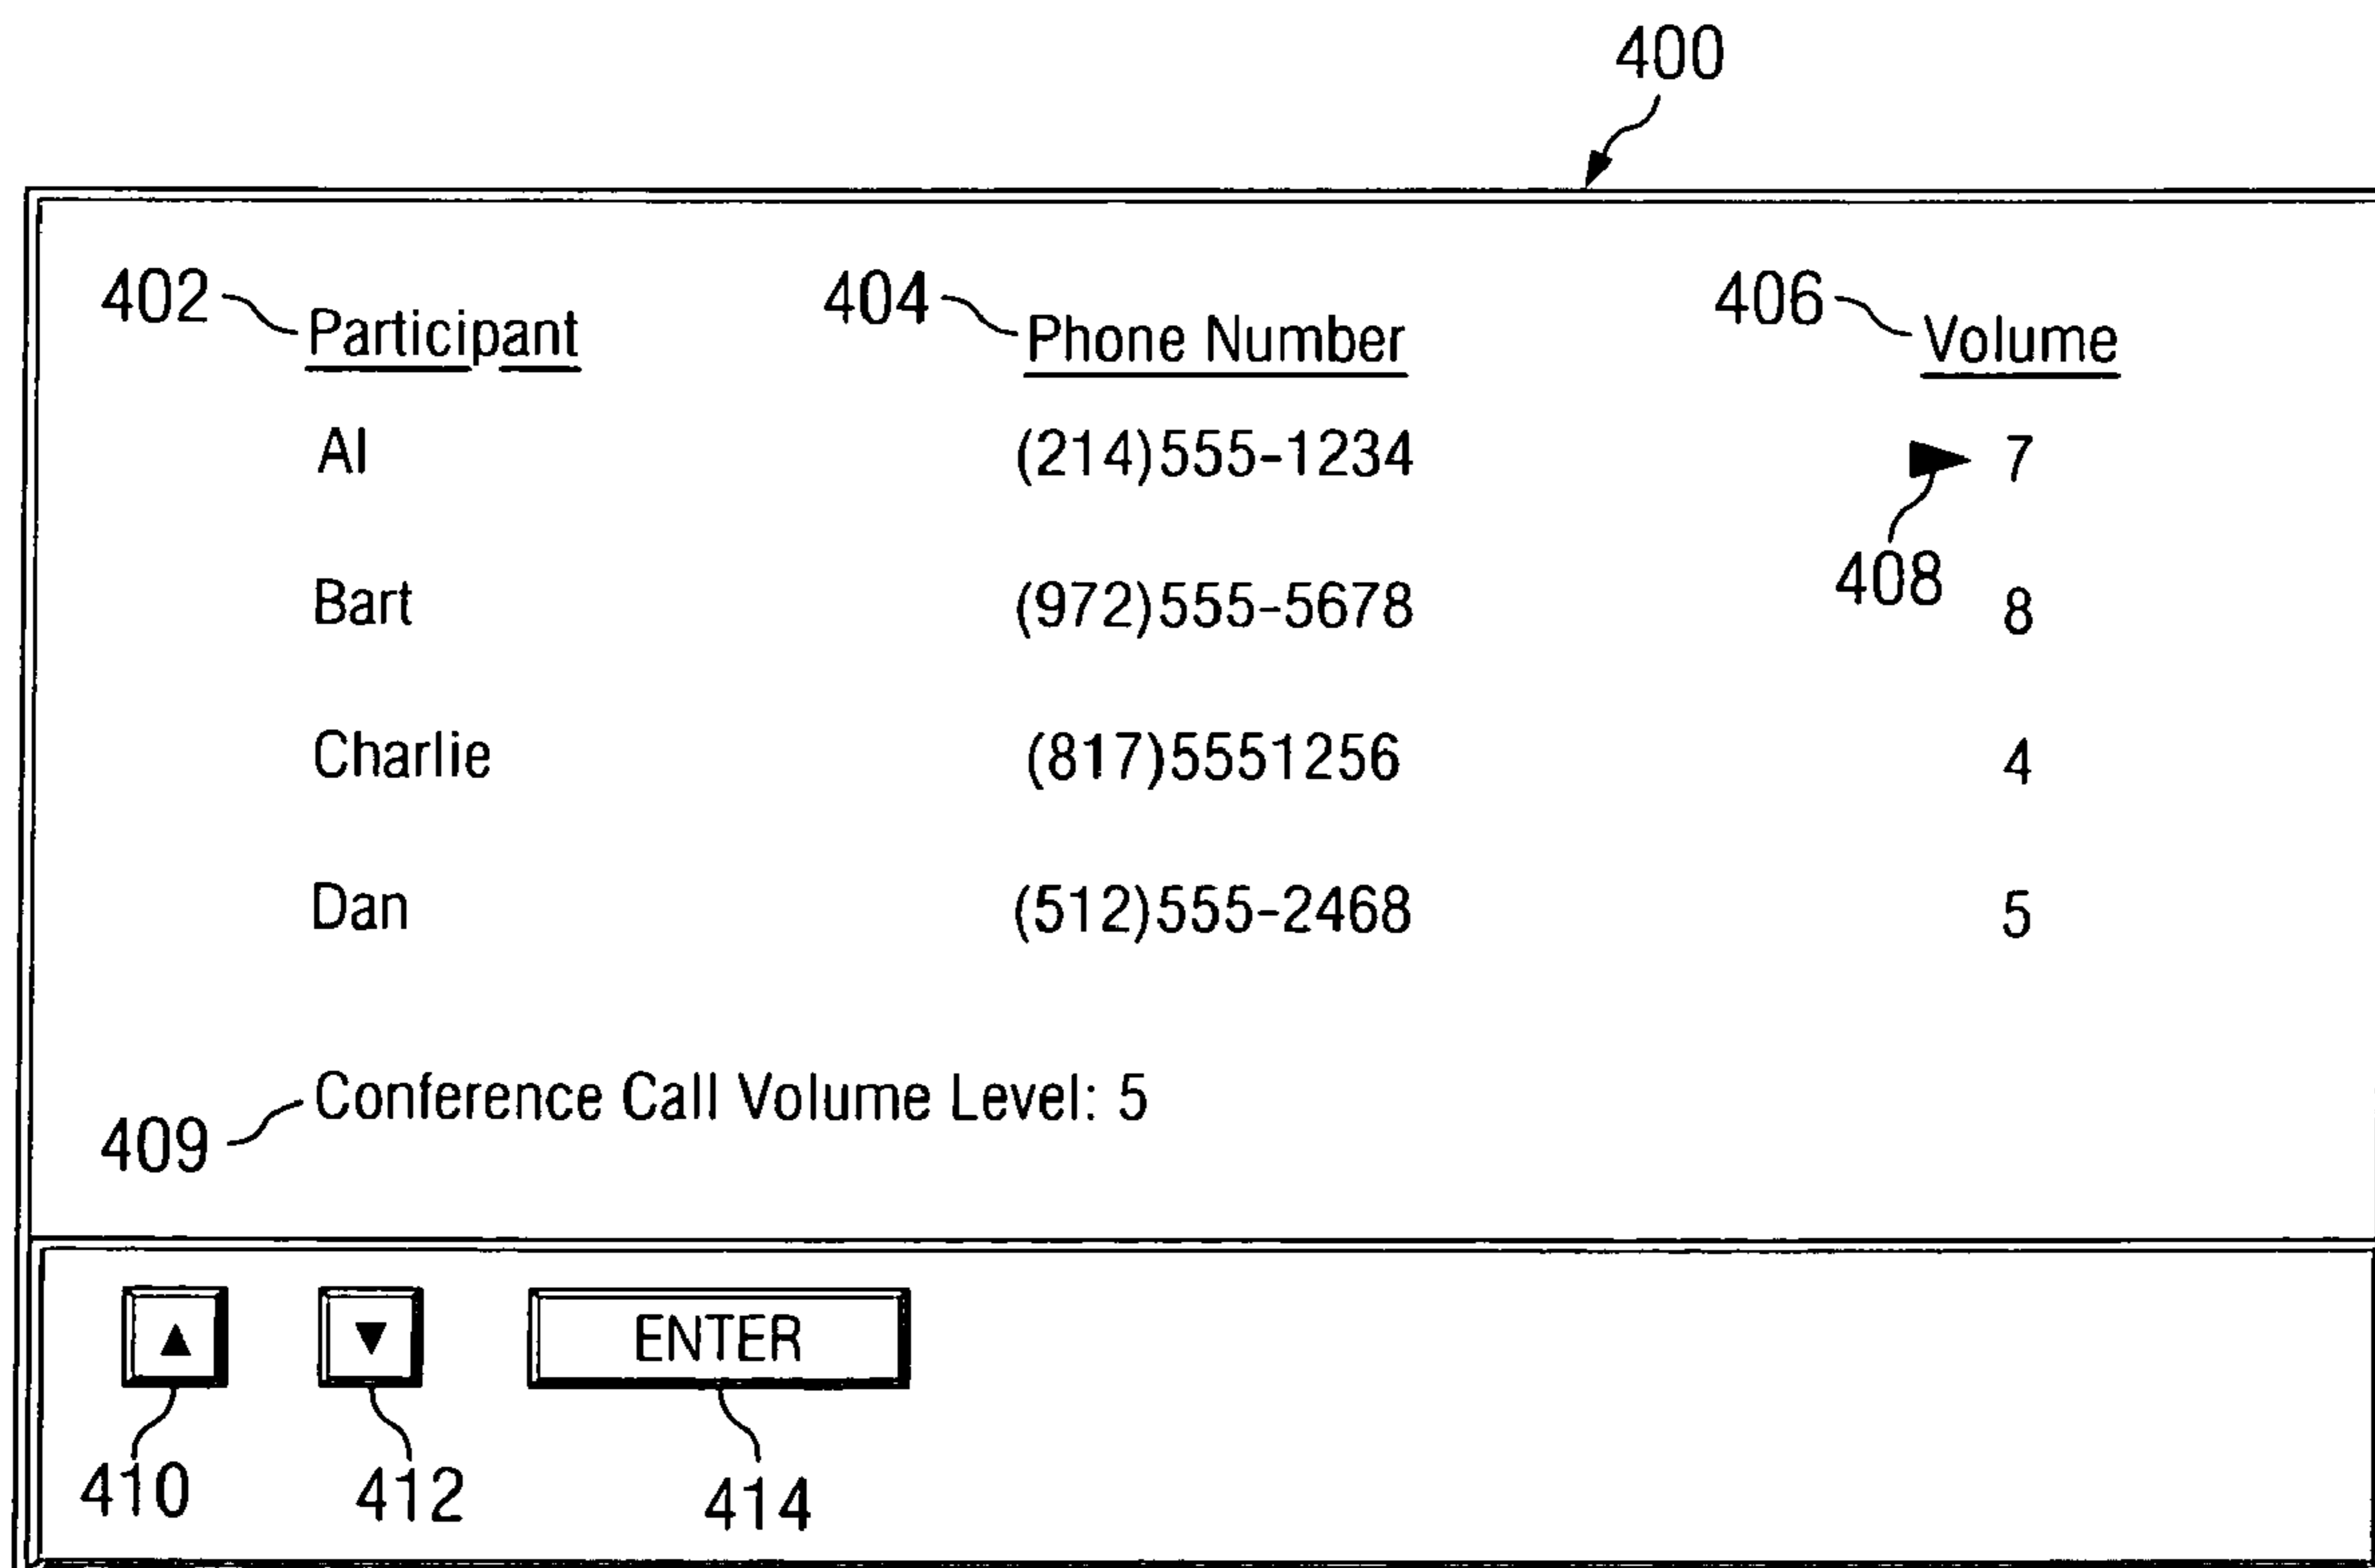 400
402 Participant 404 Phone Number 406 Volume
Al (214)555-1234 7
408
Bart (972)555-5678 8
Charlie (817)5551256 4
Dan (512)555-2468 5
Conference Call Volume Level: 5
409
ENTER
410 412 414